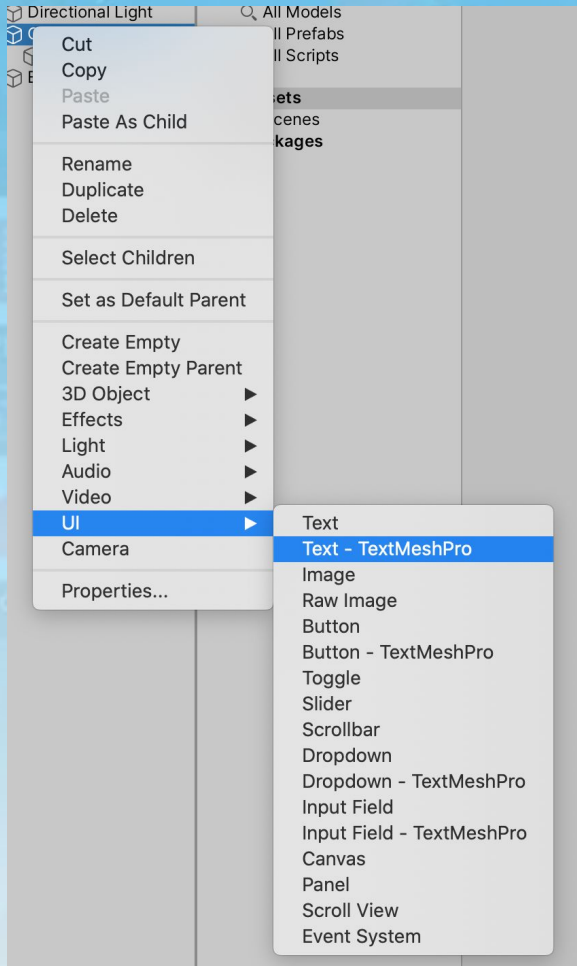 Directional Light
All Models
ll Prefabs
ll Scripts
sets
cenes
kages
Cut
Copy
Paste
Paste As Child
Rename
Duplicate
Delete
Select Children
Set as Default Parent
Create Empty
Create Empty Parent
3D Object
Effects
Light
Audio
Video
UI
Camera
Properties...
Text
Text - TextMeshPro
Image
Raw Image
Button
Button - TextMeshPro
Toggle
Slider
Scrollbar
Dropdown
Dropdown - TextMeshPro
Input Field
Input Field - TextMeshPro
Canvas
Panel
Scroll View
Event System